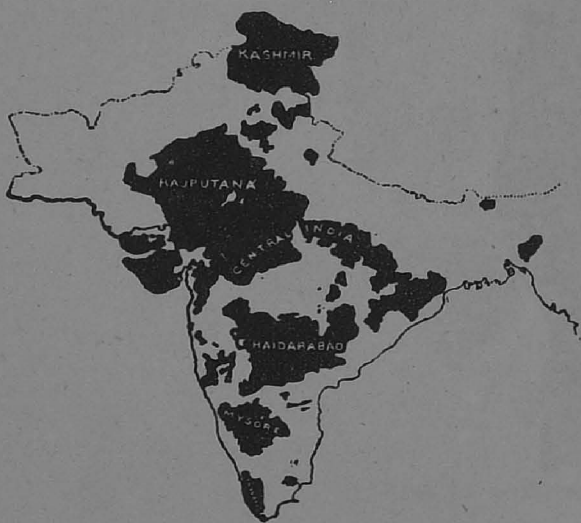 KASHMIR
RAJPUTANA
CENTRAL INDIA
HAIDARABAD
MYSORE